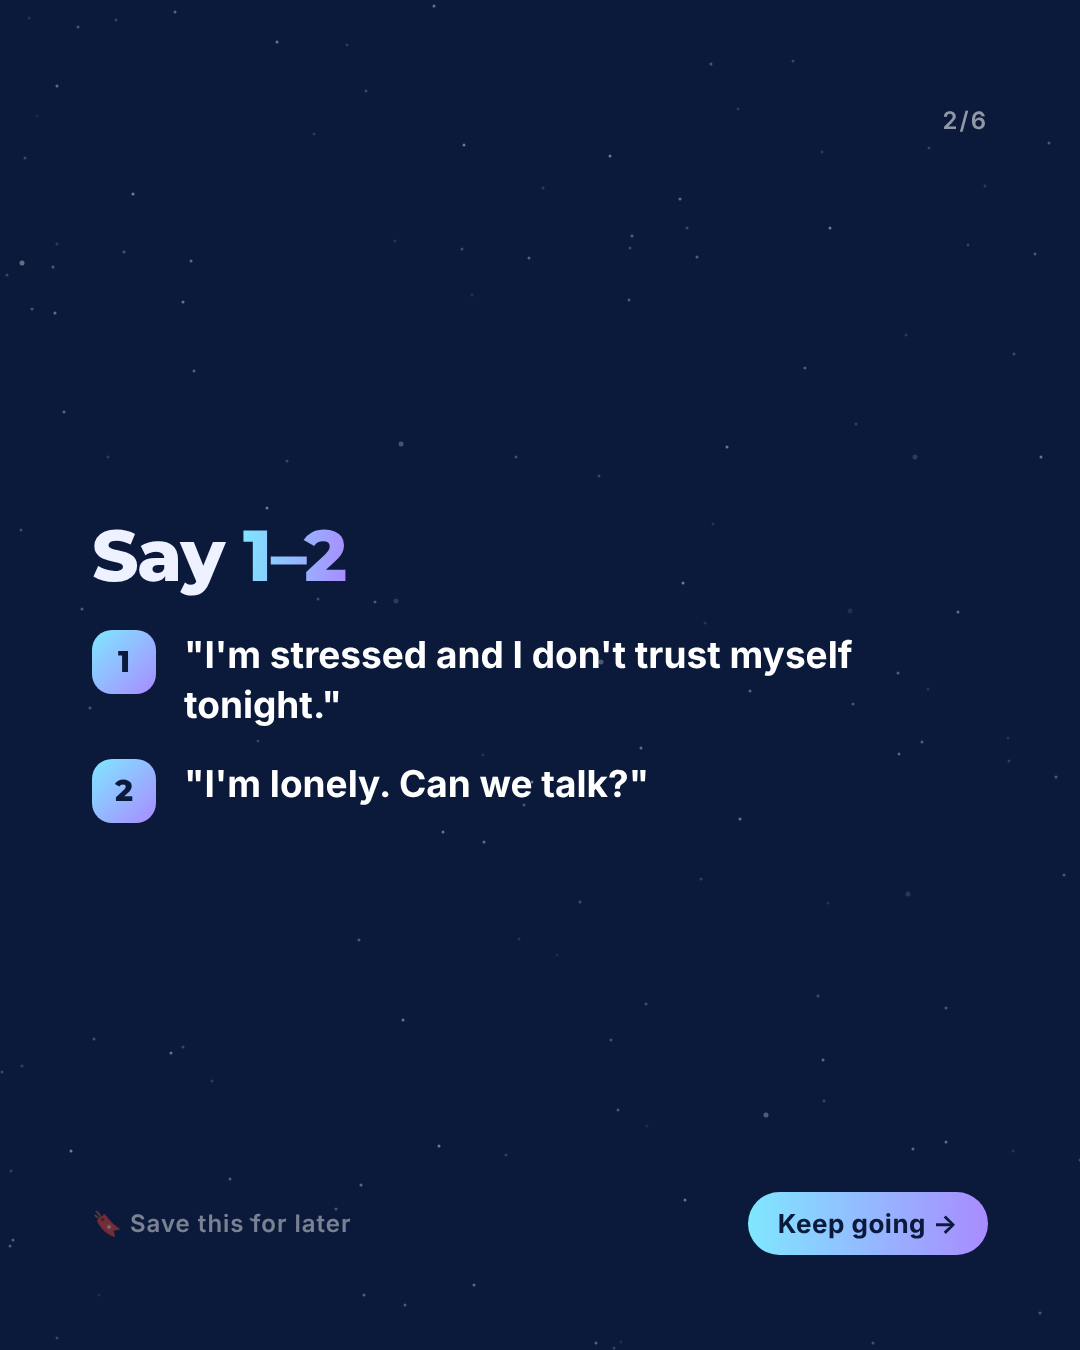 2/6
Say 1–2
1
"I'm stressed and I don't trust myself
tonight."
2
"I'm lonely. Can we talk?"
🔖 Save this for later
Keep going →